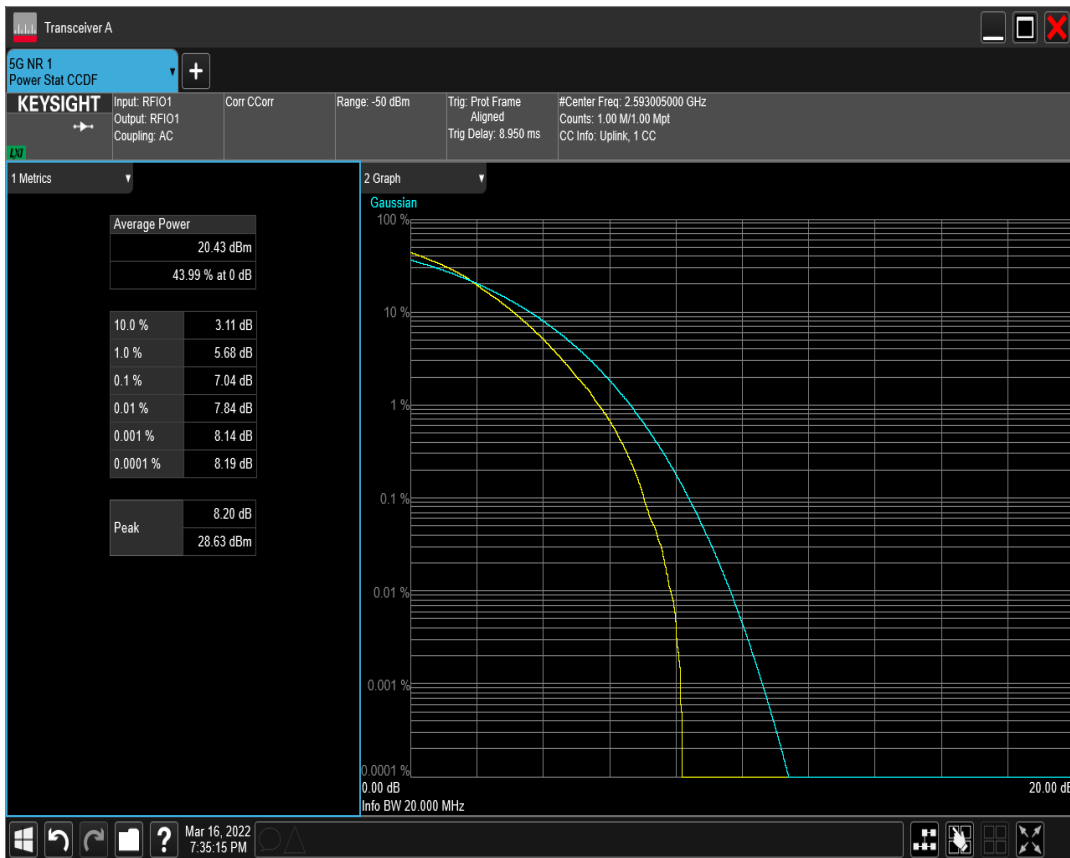 Transceiver A
5G NR 1
Power Stat CCDF
KEYSIGHT
LXI
Input: RFIO1
Output: RFIO1
Coupling: AC
Corr CCorr
Range: -50 dBm
Trig: Prot Frame
Aligned
Trig Delay: 8.950 ms
#Center Freq: 2.593005000 GHz
Counts: 1.00 M/1.00 Mpt
CC Info: Uplink, 1 CC
1 Metrics
Average Power
20.43 dBm
43.99 % at 0 dB
10.0 % 3.11 dB
1.0 % 5.68 dB
0.1 % 7.04 dB
0.01 % 7.84 dB
0.001 % 8.14 dB
0.0001 % 8.19 dB
Peak
8.20 dB
28.63 dBm
2 Graph
Gaussian
100 %
10 %
1 %
0.1 %
0.01 %
0.001 %
0.0001 %
0.00 dB
20.00 dB
Info BW 20.000 MHz
Mar 16, 2022
7:35:15 PM